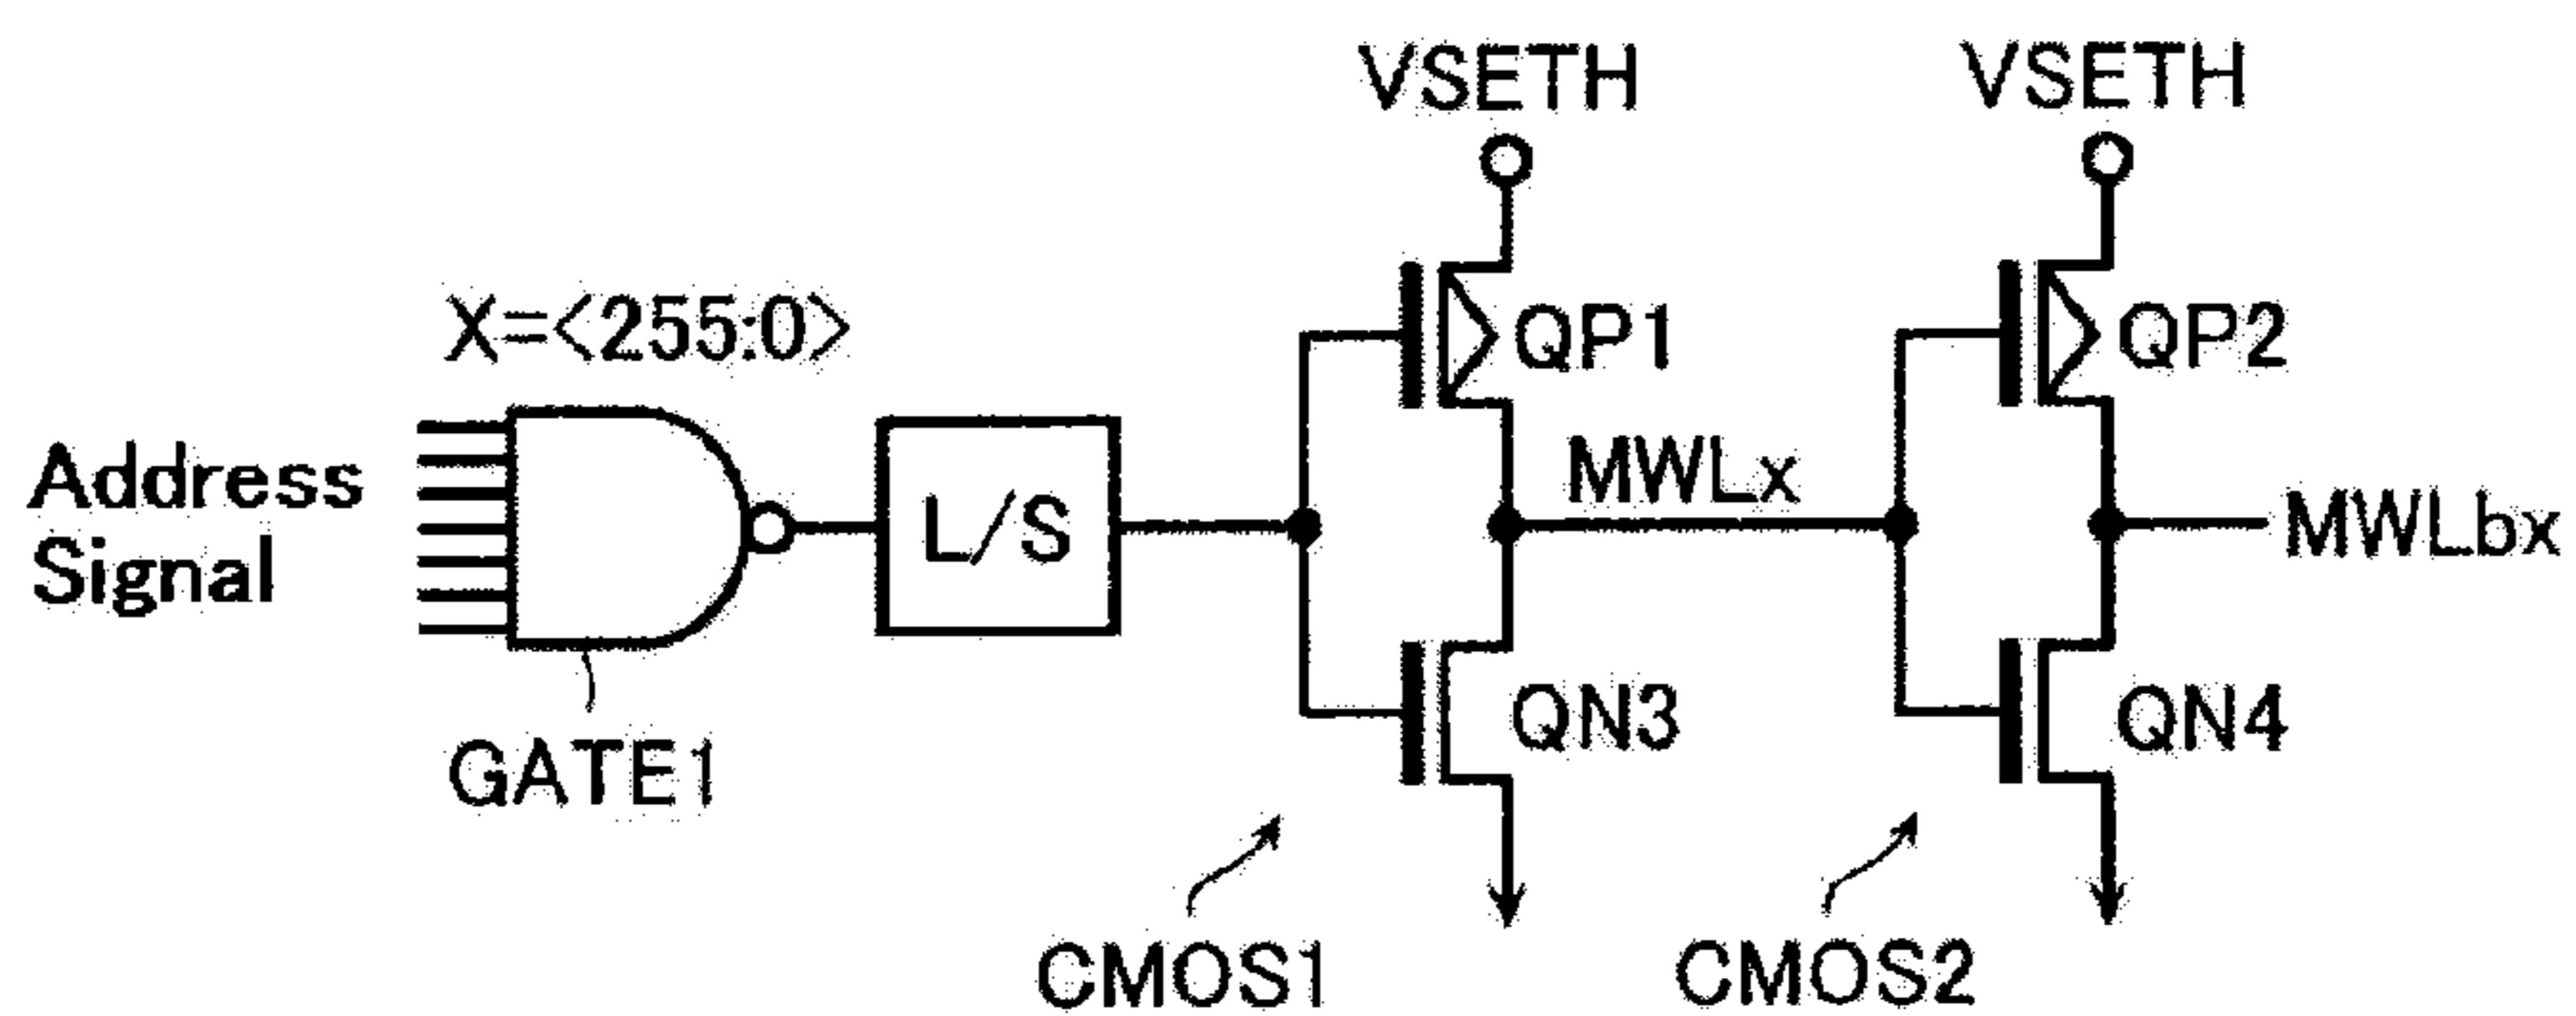 VSETH
VSETH
X=<255:0>
QP1
QP2
Address
Signal
L/S
MWLx
MWLbx
GATE1
QN3
QN4
CMOS1
CMOS2